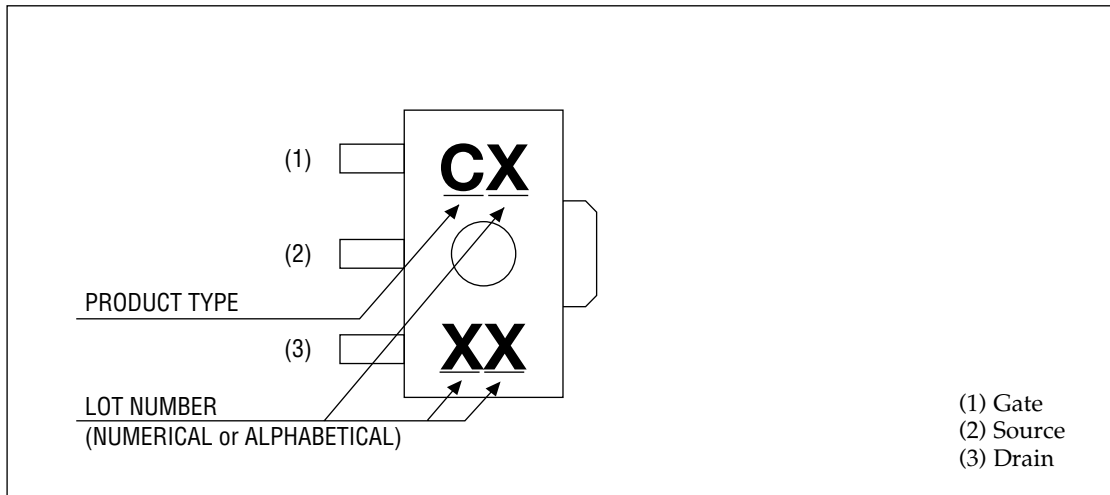 CX
(1)
(2)
PRODUCT TYPE
XX
(3)
LOT NUMBER
(NUMERICAL or ALPHABETICAL)
(1) Gate
(2) Source
(3) Drain